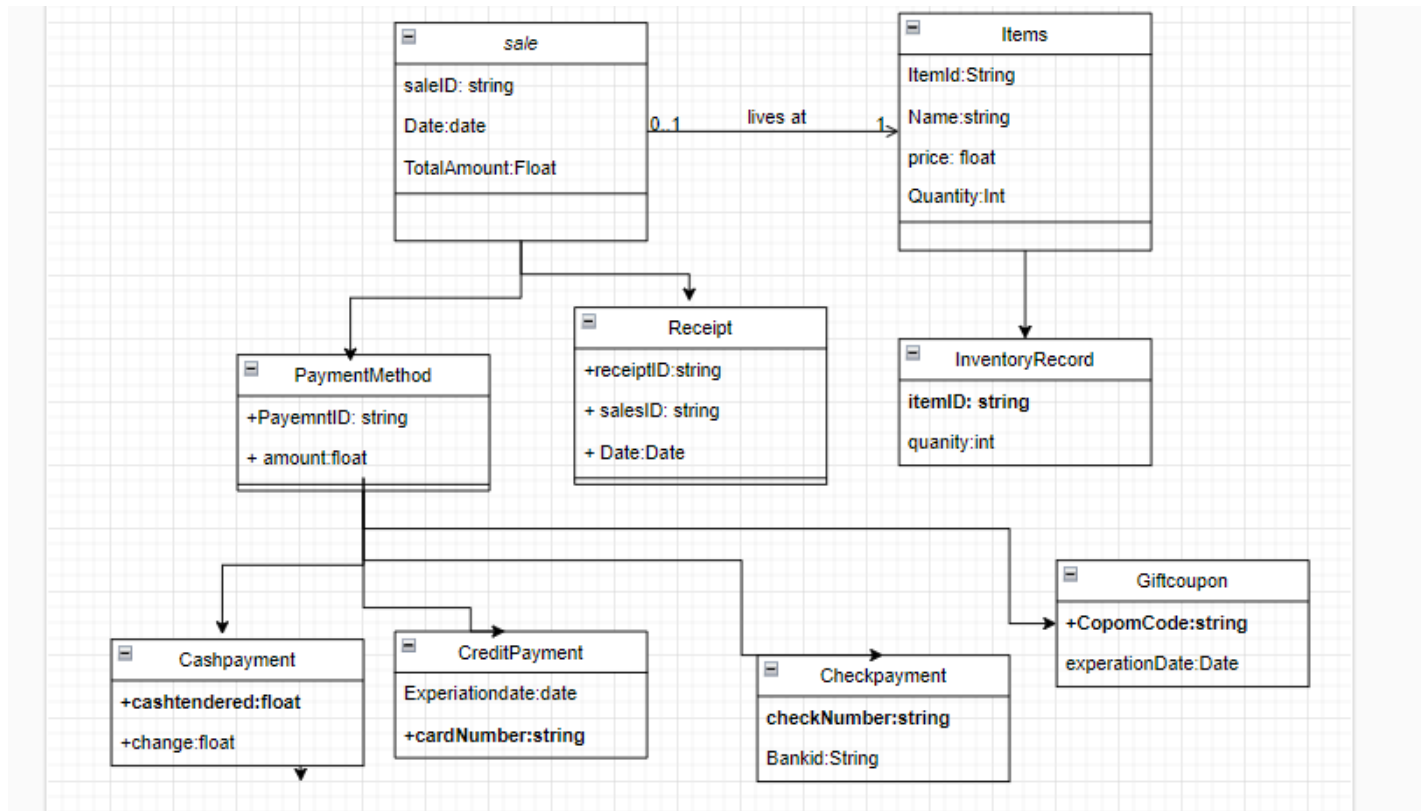 sale
saleID: string
Date:date
TotalAmount:Float
0..1
lives at
1
Items
ItemId:String
Name:string
price: float
Quantity:Int
PaymentMethod
+PayemntID: string
+ amount:float
Receipt
+receiptID:string
+ salesID: string
+ Date:Date
InventoryRecord
itemID: string
quanity:int
Cashpayment
+cashtendered:float
+change:float
CreditPayment
Experiationdate:date
+cardNumber:string
Checkpayment
checkNumber:string
Bankid:String
Giftcoupon
+CopomCode:string
experationDate:Date